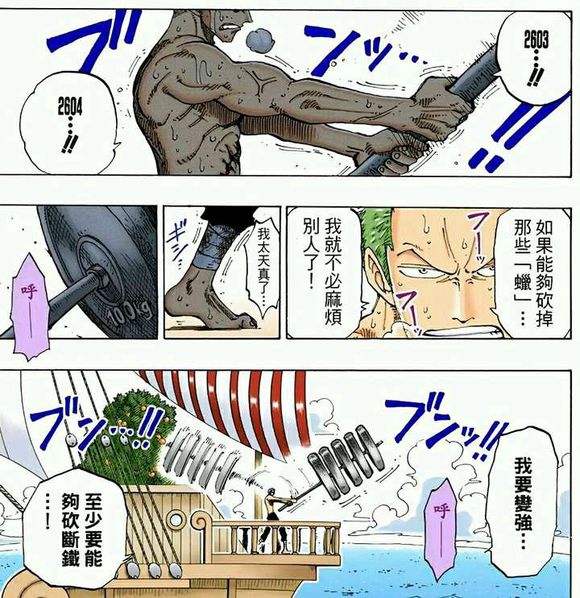 2603
…!!
ブンッ…
2604
…!!
ブンッ!!
如果能夠砍掉
那些「蠟」…
我就不必麻煩
別人了!
フーッ
フーッ
我太天真了…
ギシ…
100kg
呼——
ブンッ!!
我要變強…
呼——
ブン…!!
至少要能
夠砍斷鐵
…!